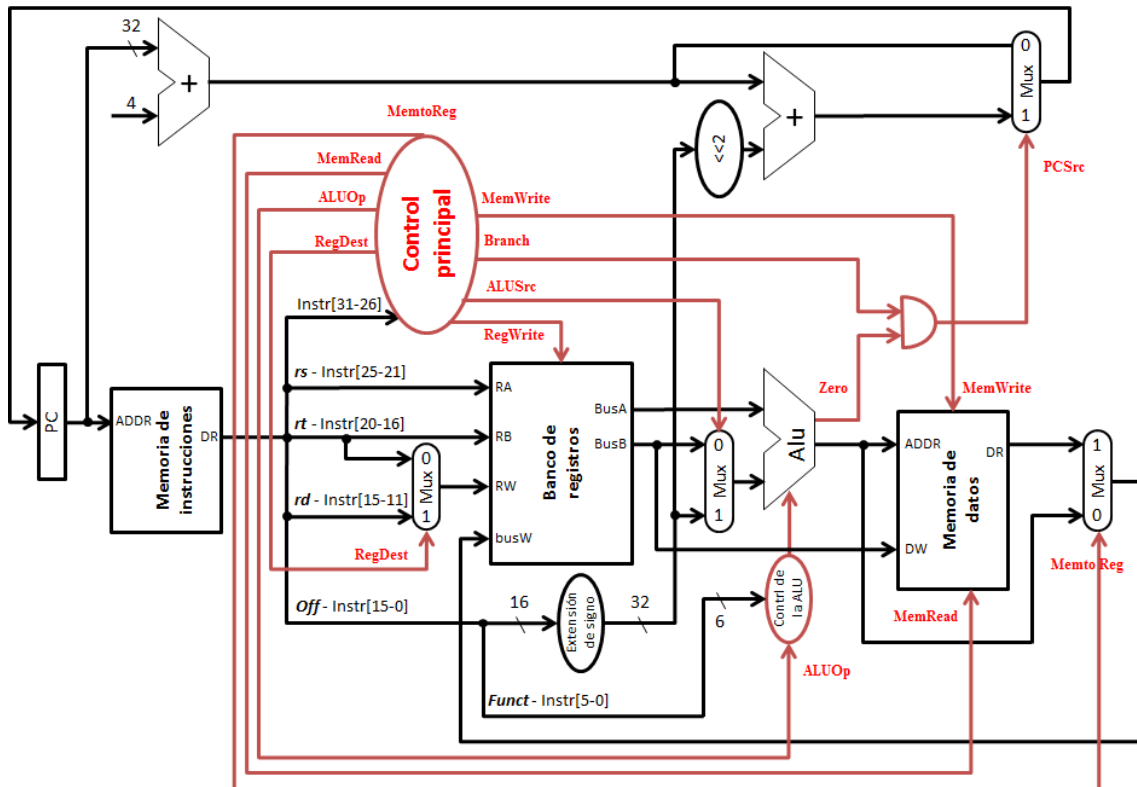 32
4
+
MemtoReg
MemRead
ALUOp
RegDest
Control
principal
MemWrite
Branch
ALUSrc
RegWrite
<<2
+
0
Mux
1
PCSrc
Instr[31-26]
rs - Instr[25-21]
rt - Instr[20-16]
rd - Instr[15-11]
Off - Instr[15-0]
Funct - Instr[5-0]
PC
ADDR
Memoria de
instrucciones
DR
0
Mux
1
RegDest
RA
RB
RW
busW
Banco de
registros
BusA
BusB
0
Mux
1
Alu
Zero
MemWrite
ADDR
DR
Memoria de
datos
DW
1
Mux
0
Memto Reg
MemRead
16
Extensión
de signo
32
6
Contrl de
la ALU
ALUOp